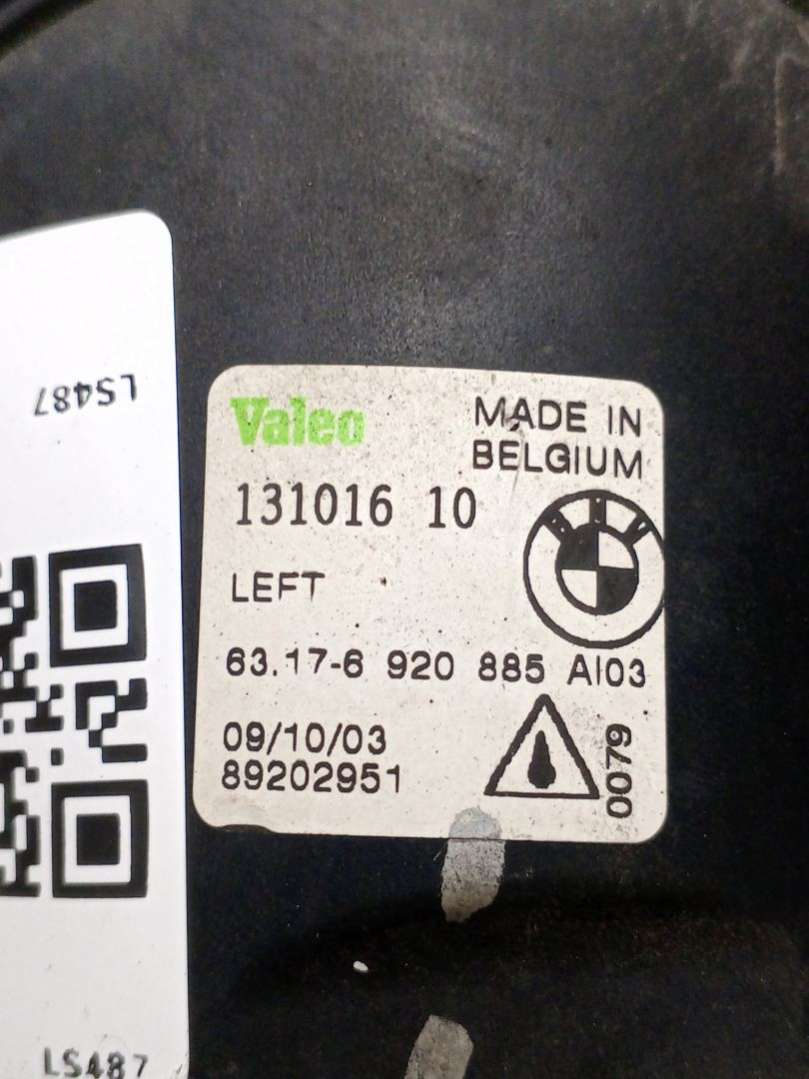 LS487
Valeo
MADE IN
BELGIUM
131016 10
LEFT
63.17-6 920 885 AI03
09/10/03
89202951
0079
LS487